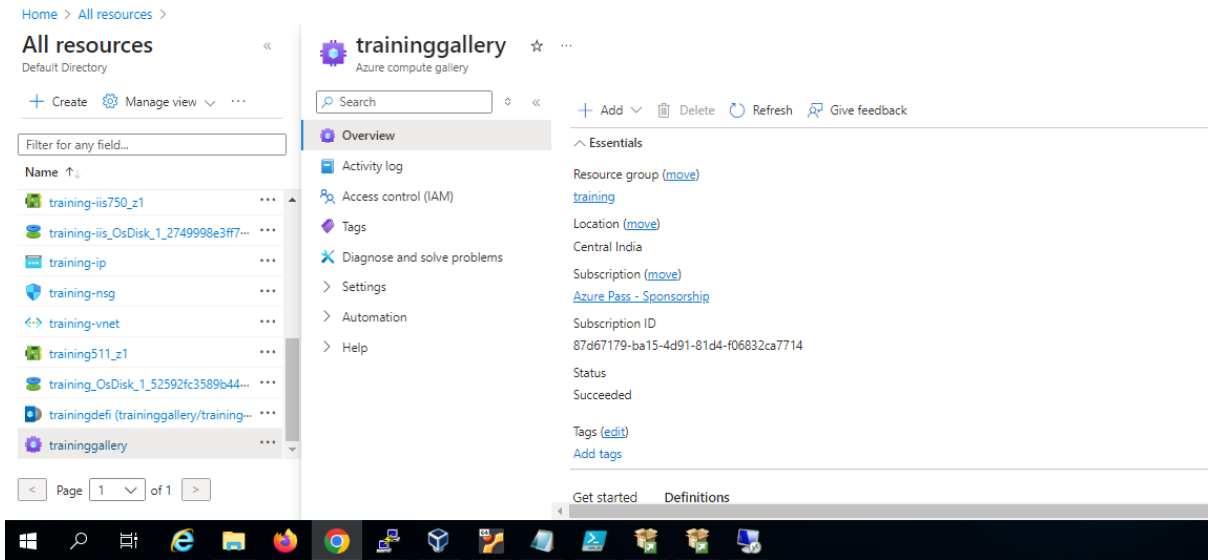 Home > All resources >
All resources
Default Directory
Create Manage view
Filter for any field...
Name
training-iis750_z1
training-iis_OsDisk_1_2749998e3ff7...
training-ip
training-nsg
training-vnet
training511_z1
training_OsDisk_1_52592fc3589b44...
trainingdefi (traininggallery/training...
traininggallery
< Page 1 of 1 >
traininggallery
Azure compute gallery
Search
Overview
Activity log
Access control (IAM)
Tags
Diagnose and solve problems
Settings
Automation
Help
Add Delete Refresh Give feedback
Essentials
Resource group (move)
training
Location (move)
Central India
Subscription (move)
Azure Pass - Sponsorship
Subscription ID
87d67179-ba15-4d91-81d4-f06832ca7714
Status
Succeeded
Tags (edit)
Add tags
Get started Definitions